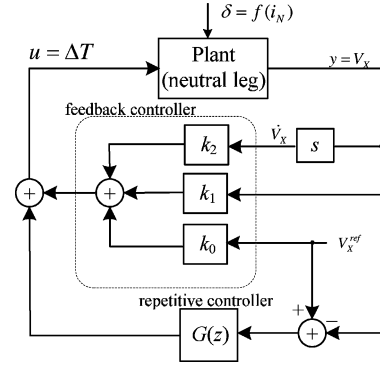 δ = f(i_N)
u = ΔT
Plant
(neutral leg)
y = V_X
feedback controller
k_2
V̇_X
s
+
+
k_1
k_0
V_X^{ref}
repetitive controller
G(z)
+
+
−